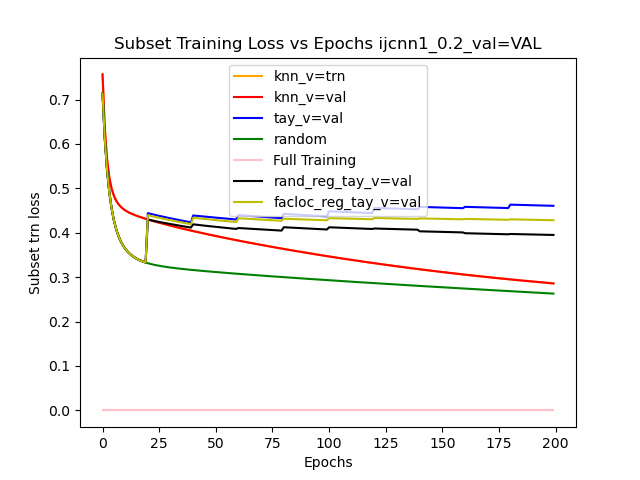 Subset Training Loss vs Epochs ijcnn1_0.2_val=VAL
knn_v=trn
knn_v=val
tay_v=val
random
Full Training
rand_reg_tay_v=val
facloc_reg_tay_v=val
Subset trn loss
0.7
0.6
0.5
0.4
0.3
0.2
0.1
0.0
0 25 50 75 100 125 150 175 200
Epochs